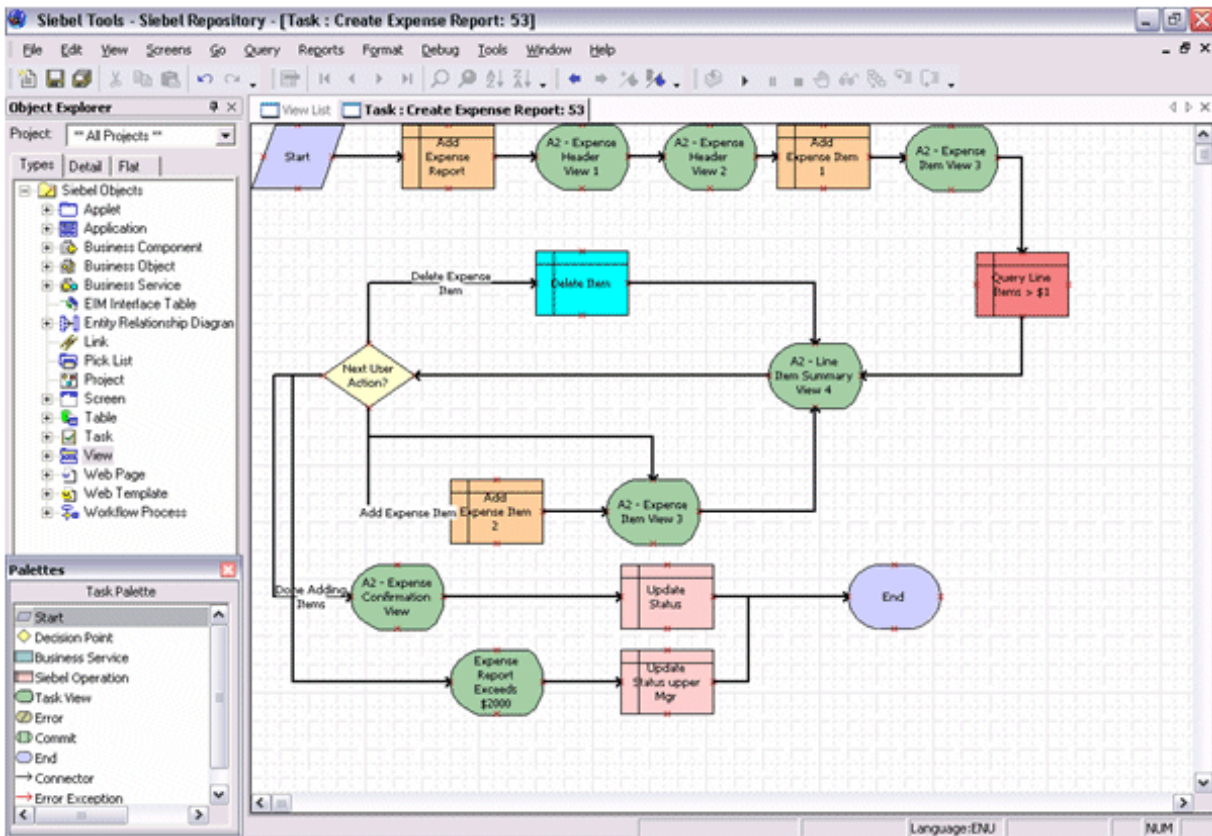 Siebel Tools - Siebel Repository - [Task : Create Expense Report: 53]
File Edit View Screens Go Query Reports Format Debug Tools Window Help
Object Explorer
Project: ** All Projects **
Types Detail Flat
Siebel Objects
Applet
Application
Business Component
Business Object
Business Service
EIM Interface Table
Entity Relationship Diagran
Link
Pick List
Project
Screen
Table
Task
View
Web Page
Web Template
Workflow Process
Palettes
Task Palette
Start
Decision Point
Business Service
Siebel Operation
Task View
Error
Commit
End
Connector
Error Exception
View List
Task : Create Expense Report: 53
Start
Add
Expense
Report
A2 - Expense
Header
View 1
A2 - Expense
Header
View 2
Add
Expense Item
1
A2 - Expense
Item View 3
Query Line
Items > $1
Delete Expense
Item
Delete Item
Next User
Action?
A2 - Line
Item Summary
View 4
Add Expense Item
Add
Expense Item
2
A2 - Expense
Item View 3
Done Adding
Items
A2 - Expense
Confirmation
View
Update
Status
End
Expense
Report
Exceeds
$2000
Update
Status upper
Mgr
Language:ENU
NUM